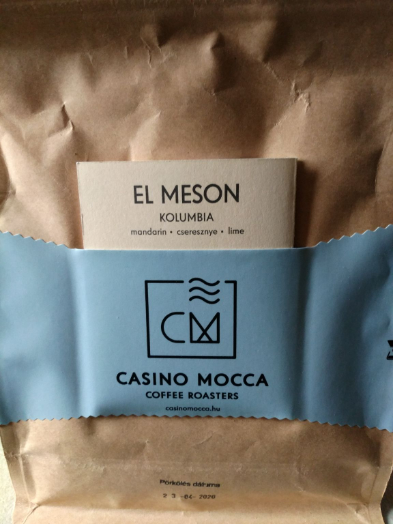 EL MESON
KOLUMBIA
mandarin • cseresznye • lime
CM
CASINO MOCCA
COFFEE ROASTERS
casinomocca.hu
Pörkölés dátuma